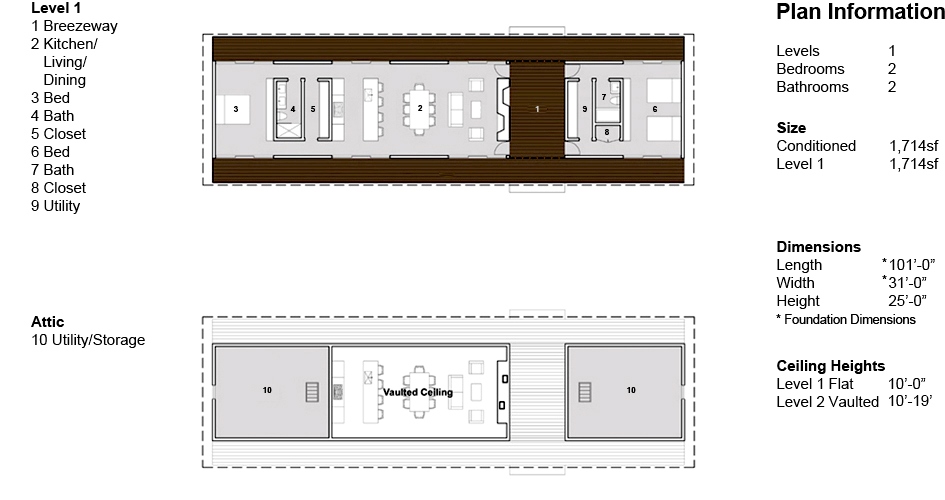 Level 1
1 Breezeway
2 Kitchen/
Living/
Dining
3 Bed
4 Bath
5 Closet
6 Bed
7 Bath
8 Closet
9 Utility
3
4
5
2
1
9
7
8
6
Attic
10 Utility/Storage
10
Vaulted Ceiling
10
Plan Information
Levels 1
Bedrooms 2
Bathrooms 2
Size
Conditioned 1,714sf
Level 1 1,714sf
Dimensions
Length *101'-0"
Width *31'-0"
Height 25'-0"
* Foundation Dimensions
Ceiling Heights
Level 1 Flat 10'-0"
Level 2 Vaulted 10'-19'